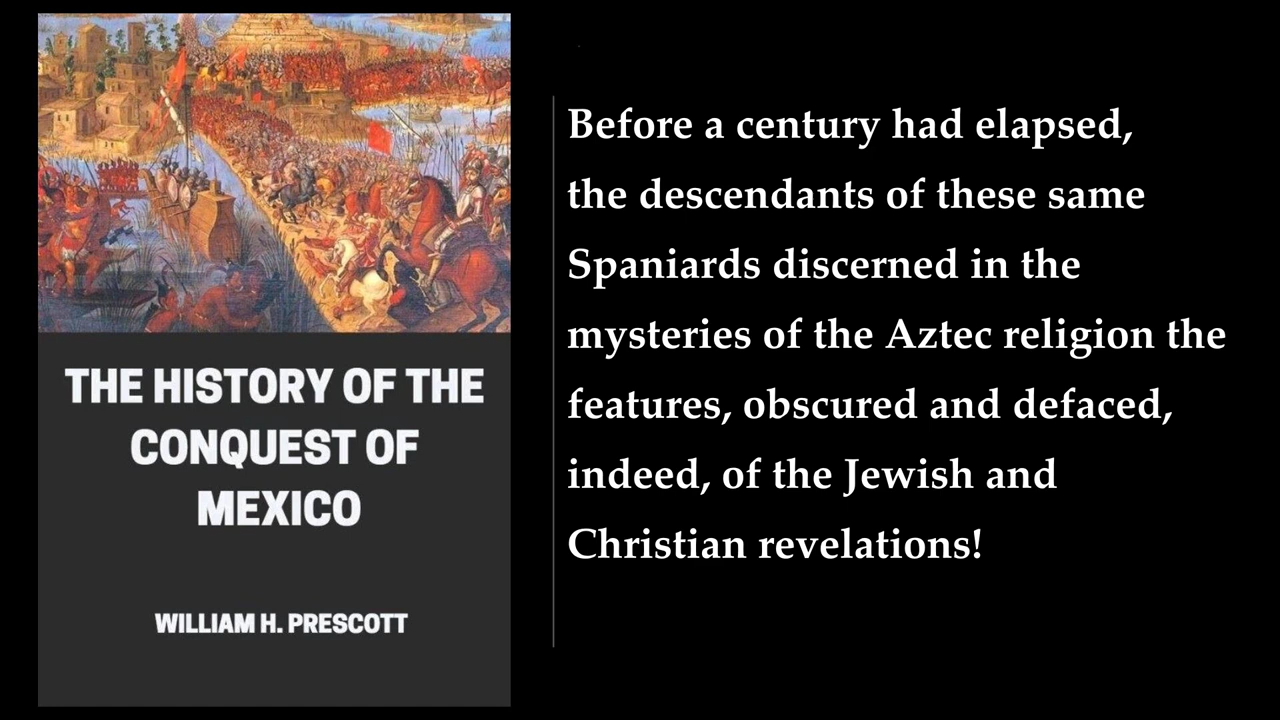 THE HISTORY OF THE
CONQUEST OF
MEXICO
WILLIAM H. PRESCOTT
Before a century had elapsed,
the descendants of these same
Spaniards discerned in the
mysteries of the Aztec religion the
features, obscured and defaced,
indeed, of the Jewish and
Christian revelations!